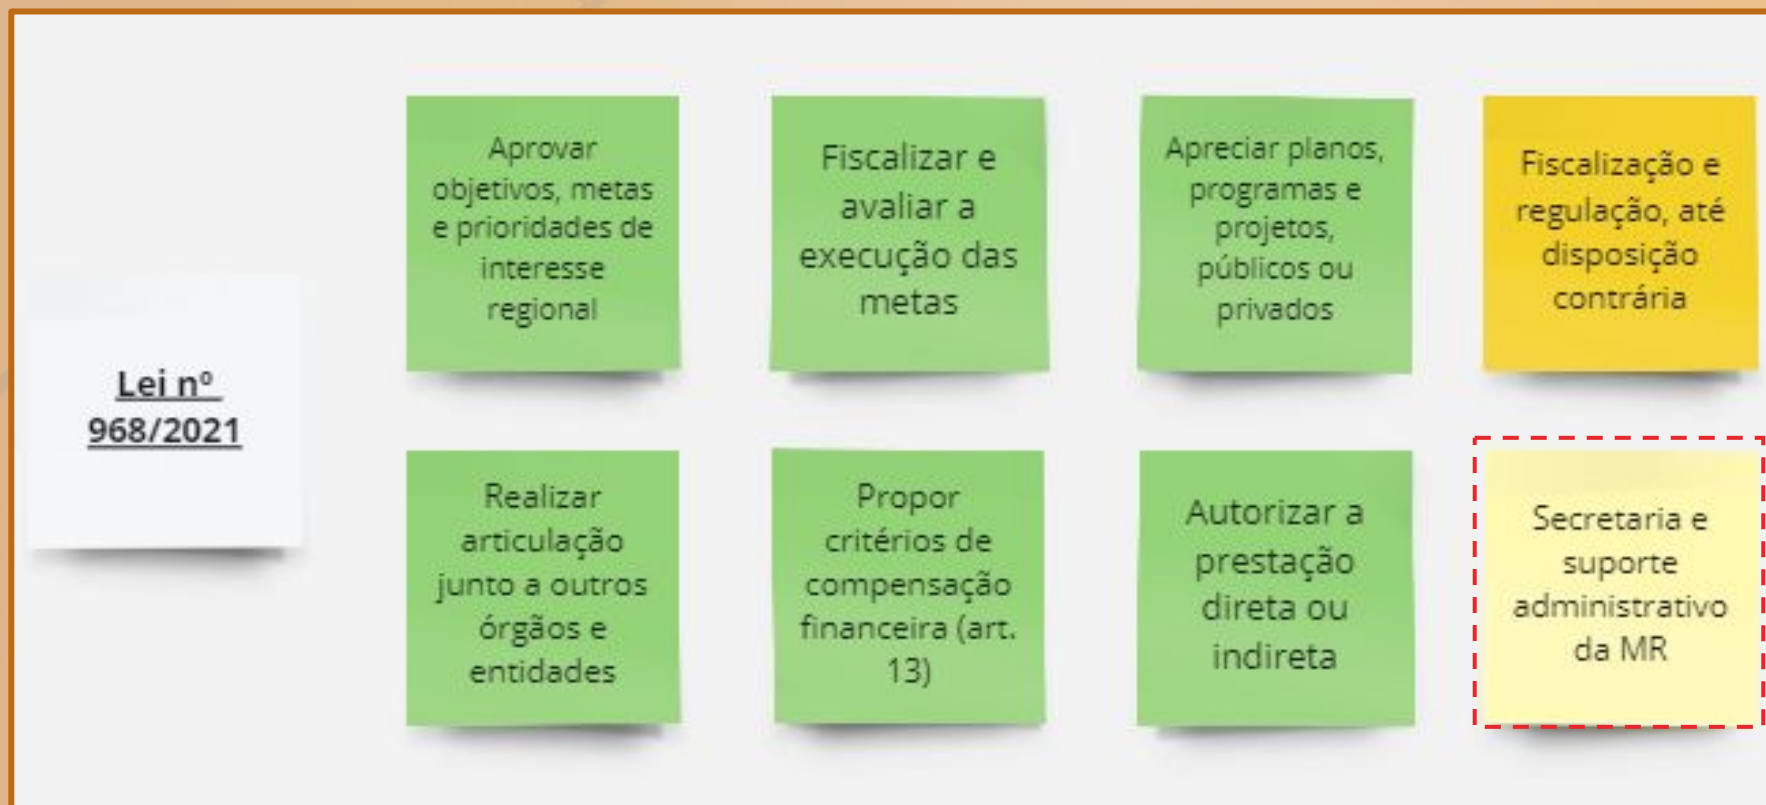 Lei nº
968/2021
Aprovar
objetivos, metas
e prioridades de
interesse
regional
Fiscalizar e
avaliar a
execução das
metas
Apreciar planos,
programas e
projetos,
públicos ou
privados
Fiscalização e
regulação, até
disposição
contrária
Realizar
articulação
junto a outros
órgãos e
entidades
Propor
critérios de
compensação
financeira (art.
13)
Autorizar a
prestação
direta ou
indireta
Secretaria e
suporte
administrativo
da MR